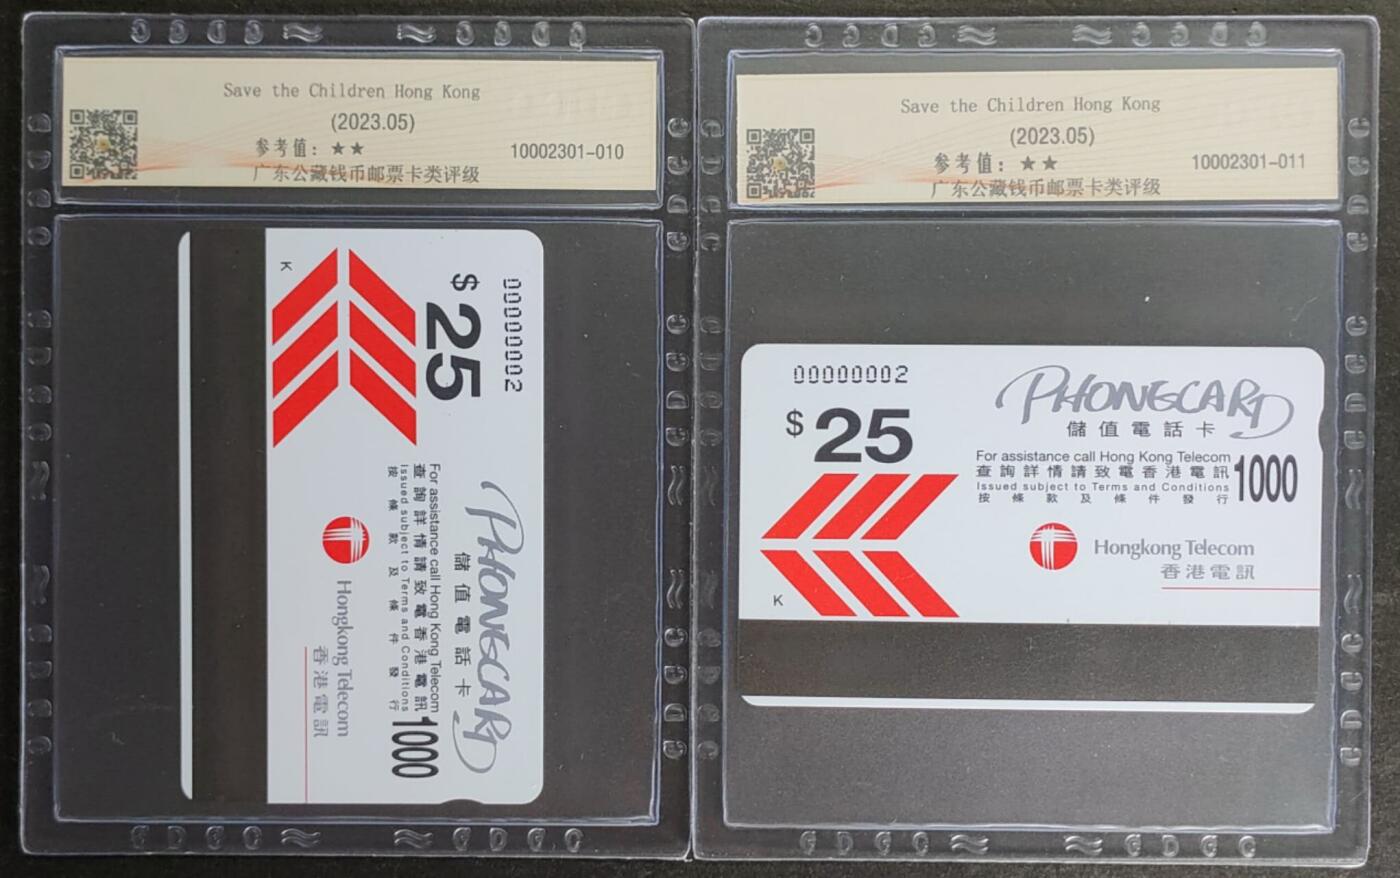 Save the Children Hong Kong
(2023.05)
参考值：★★
10002301-010
广东公藏钱币邮票卡类评级
00000002
$ 25
K
PHONECARD
儲值電話卡
For assistance call Hong Kong Telecom
查詢詳情請致電香港電訊
Issued subject to Terms and Conditions
按條款及條件發行
1000
Hongkong Telecom
香港電訊
Save the Children Hong Kong
(2023.05)
参考值：★★
10002301-011
广东公藏钱币邮票卡类评级
00000002
$ 25
PHONECARD
儲值電話卡
For assistance call Hong Kong Telecom
查詢詳情請致電香港電訊
Issued subject to Terms and Conditions
按條款及條件發行
1000
Hongkong Telecom
香港電訊
K